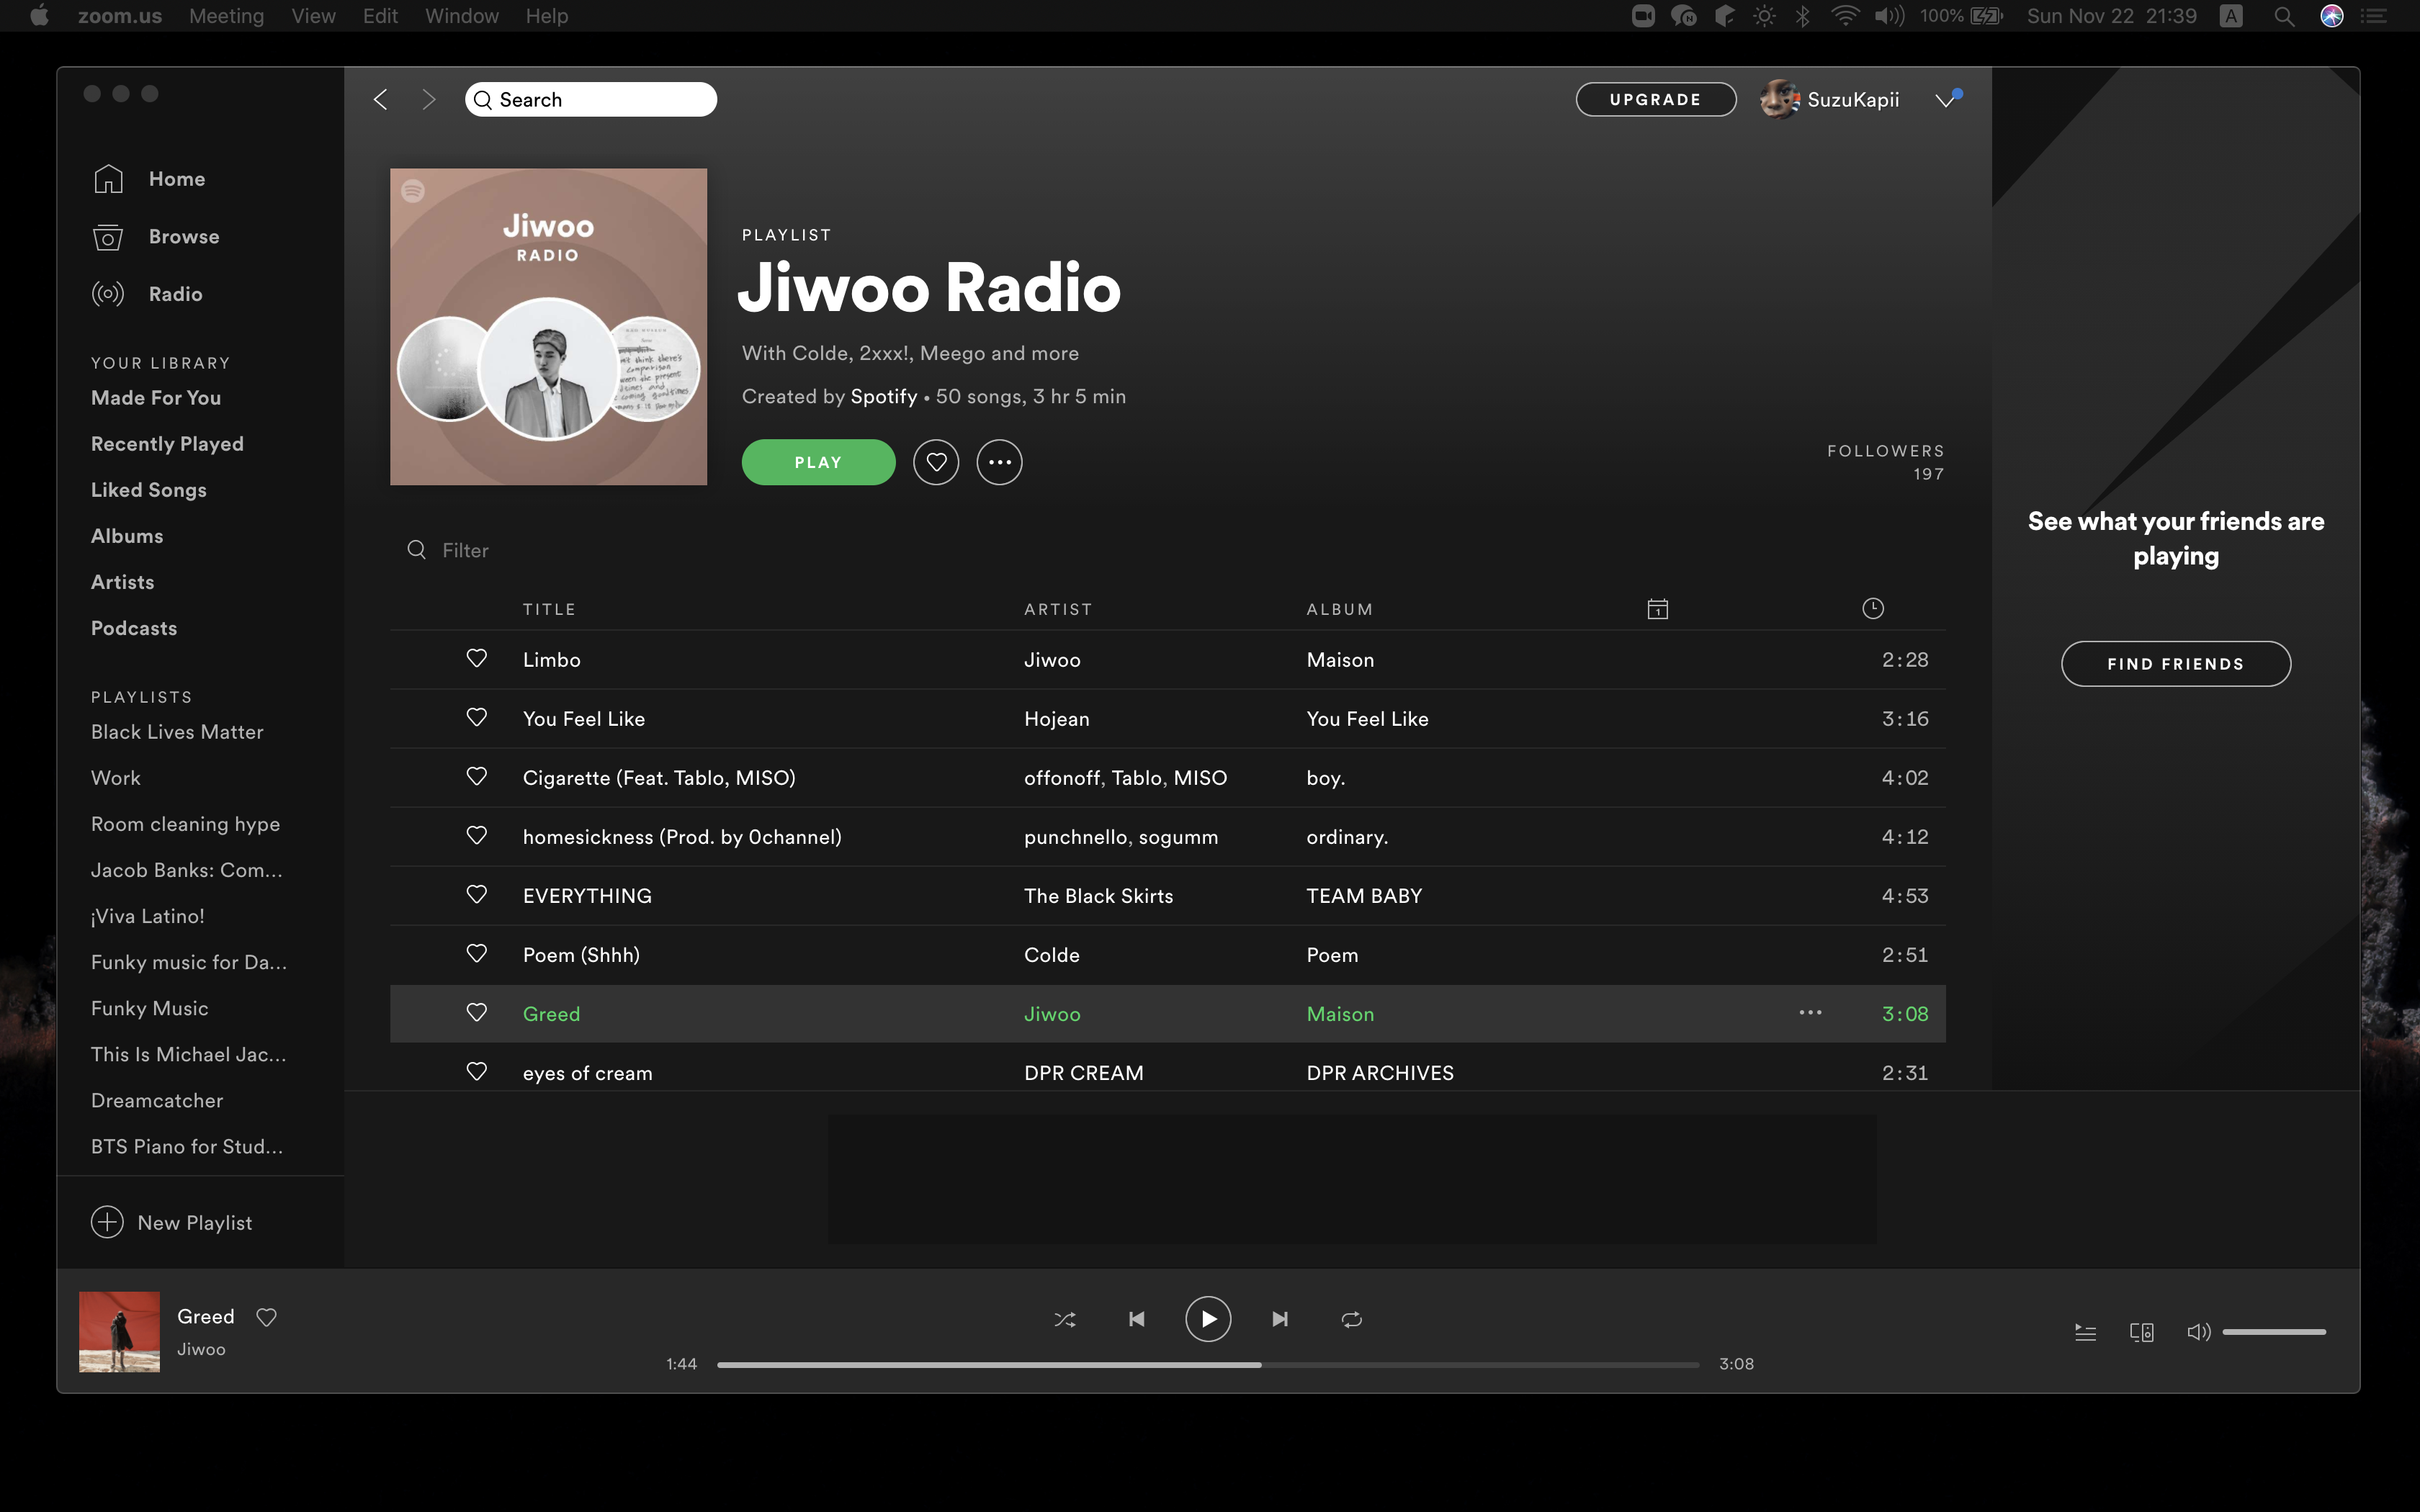 zoom.us Meeting View Edit Window Help
100% Sun Nov 22 21:39 A
Search
UPGRADE
SuzuKapii
Home
Browse
Radio
YOUR LIBRARY
Made For You
Recently Played
Liked Songs
Albums
Artists
Podcasts
PLAYLISTS
Black Lives Matter
Work
Room cleaning hype
Jacob Banks: Com...
¡Viva Latino!
Funky music for Da...
Funky Music
This Is Michael Jac...
Dreamcatcher
BTS Piano for Stud...
New Playlist
Jiwoo
RADIO
PLAYLIST
Jiwoo Radio
With Colde, 2xxx!, Meego and more
Created by Spotify • 50 songs, 3 hr 5 min
PLAY
FOLLOWERS
197
Filter
TITLE ARTIST ALBUM
Limbo Jiwoo Maison 2:28
You Feel Like Hojean You Feel Like 3:16
Cigarette (Feat. Tablo, MISO) offonoff, Tablo, MISO boy. 4:02
homesickness (Prod. by 0channel) punchnello, sogumm ordinary. 4:12
EVERYTHING The Black Skirts TEAM BABY 4:53
Poem (Shhh) Colde Poem 2:51
Greed Jiwoo Maison 3:08
eyes of cream DPR CREAM DPR ARCHIVES 2:31
See what your friends are
playing
FIND FRIENDS
Greed
Jiwoo
1:44
3:08